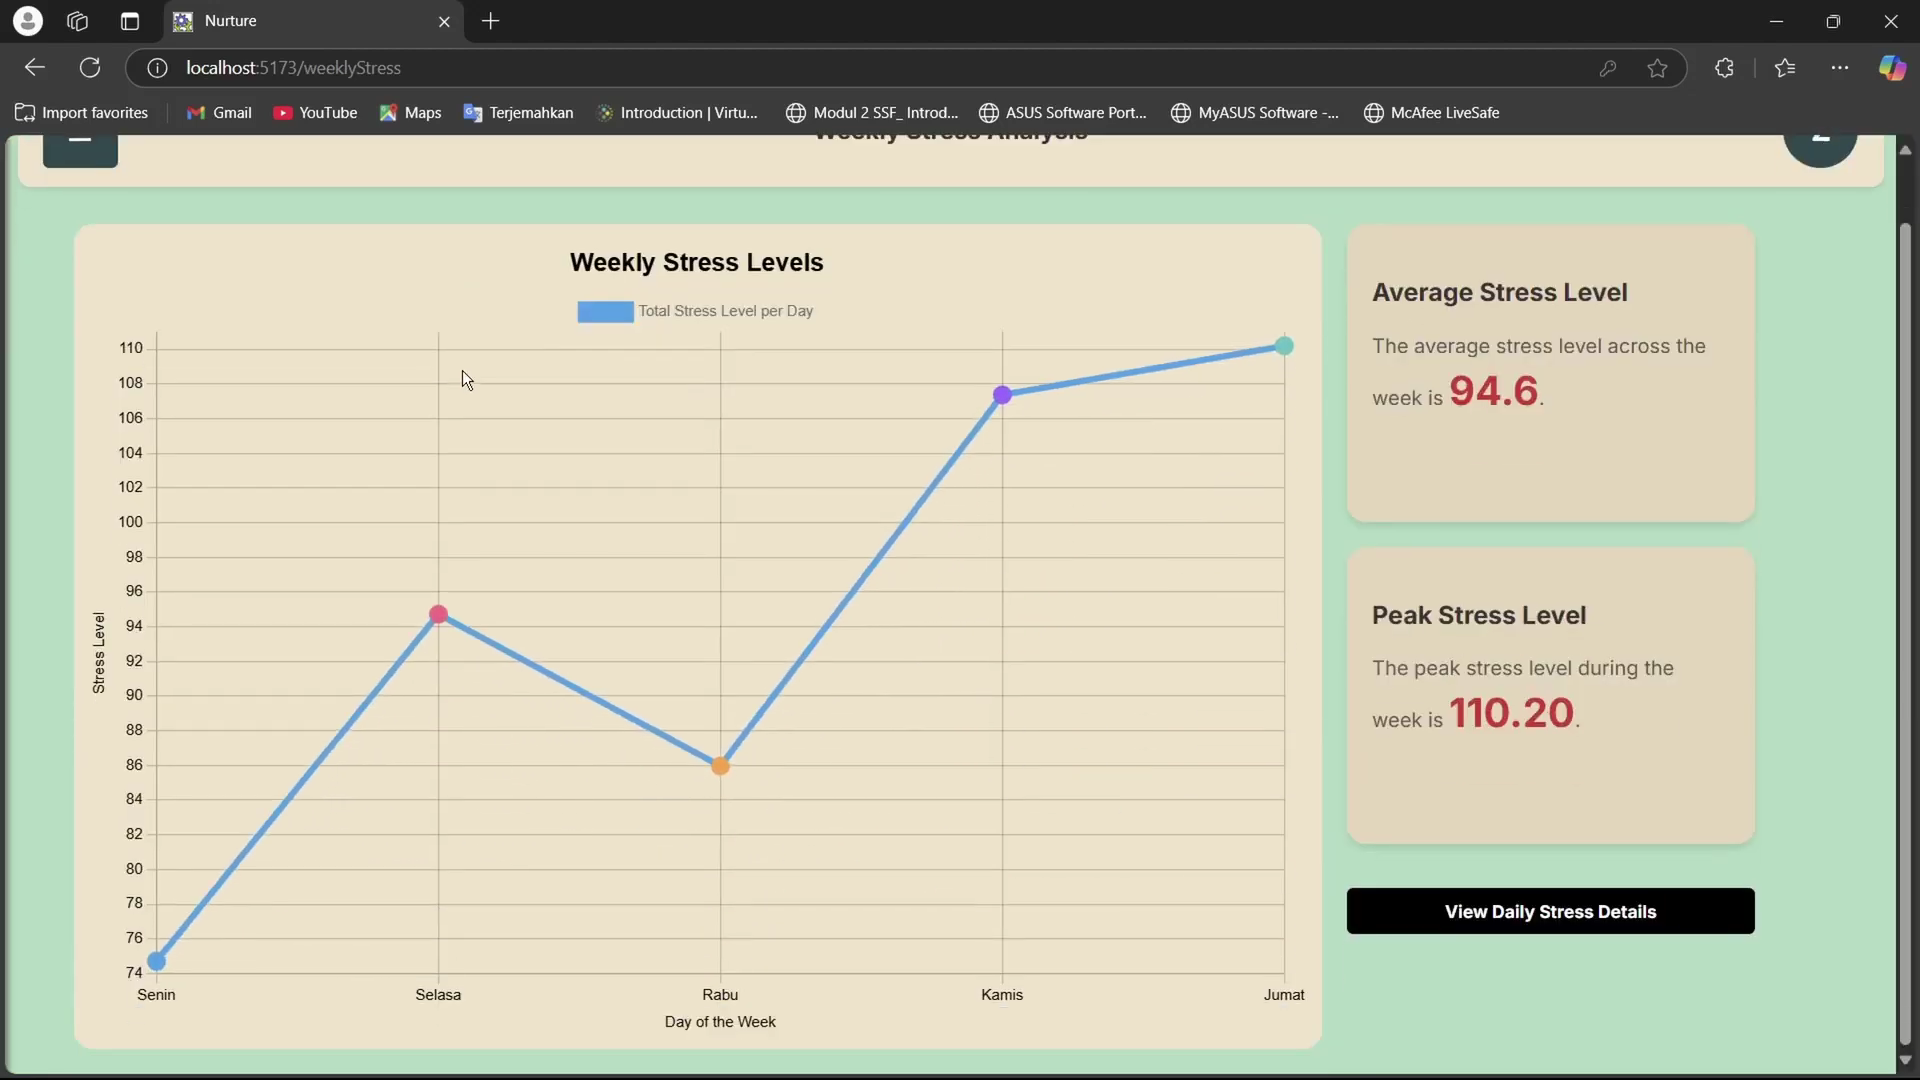 Nurture
localhost:5173/weeklyStress
Import favorites
Gmail
YouTube
Maps
Terjemahkan
Introduction | Virtu...
Modul 2 SSF_ Introd...
ASUS Software Port...
MyASUS Software -...
McAfee LiveSafe
Weekly Stress Analysis
Weekly Stress Levels
Total Stress Level per Day
110
108
106
104
102
100
98
96
94
92
90
88
86
84
82
80
78
76
74
Stress Level
Senin Selasa Rabu Kamis Jumat
Day of the Week
Average Stress Level
The average stress level across the
week is 94.6.
Peak Stress Level
The peak stress level during the
week is 110.20.
View Daily Stress Details